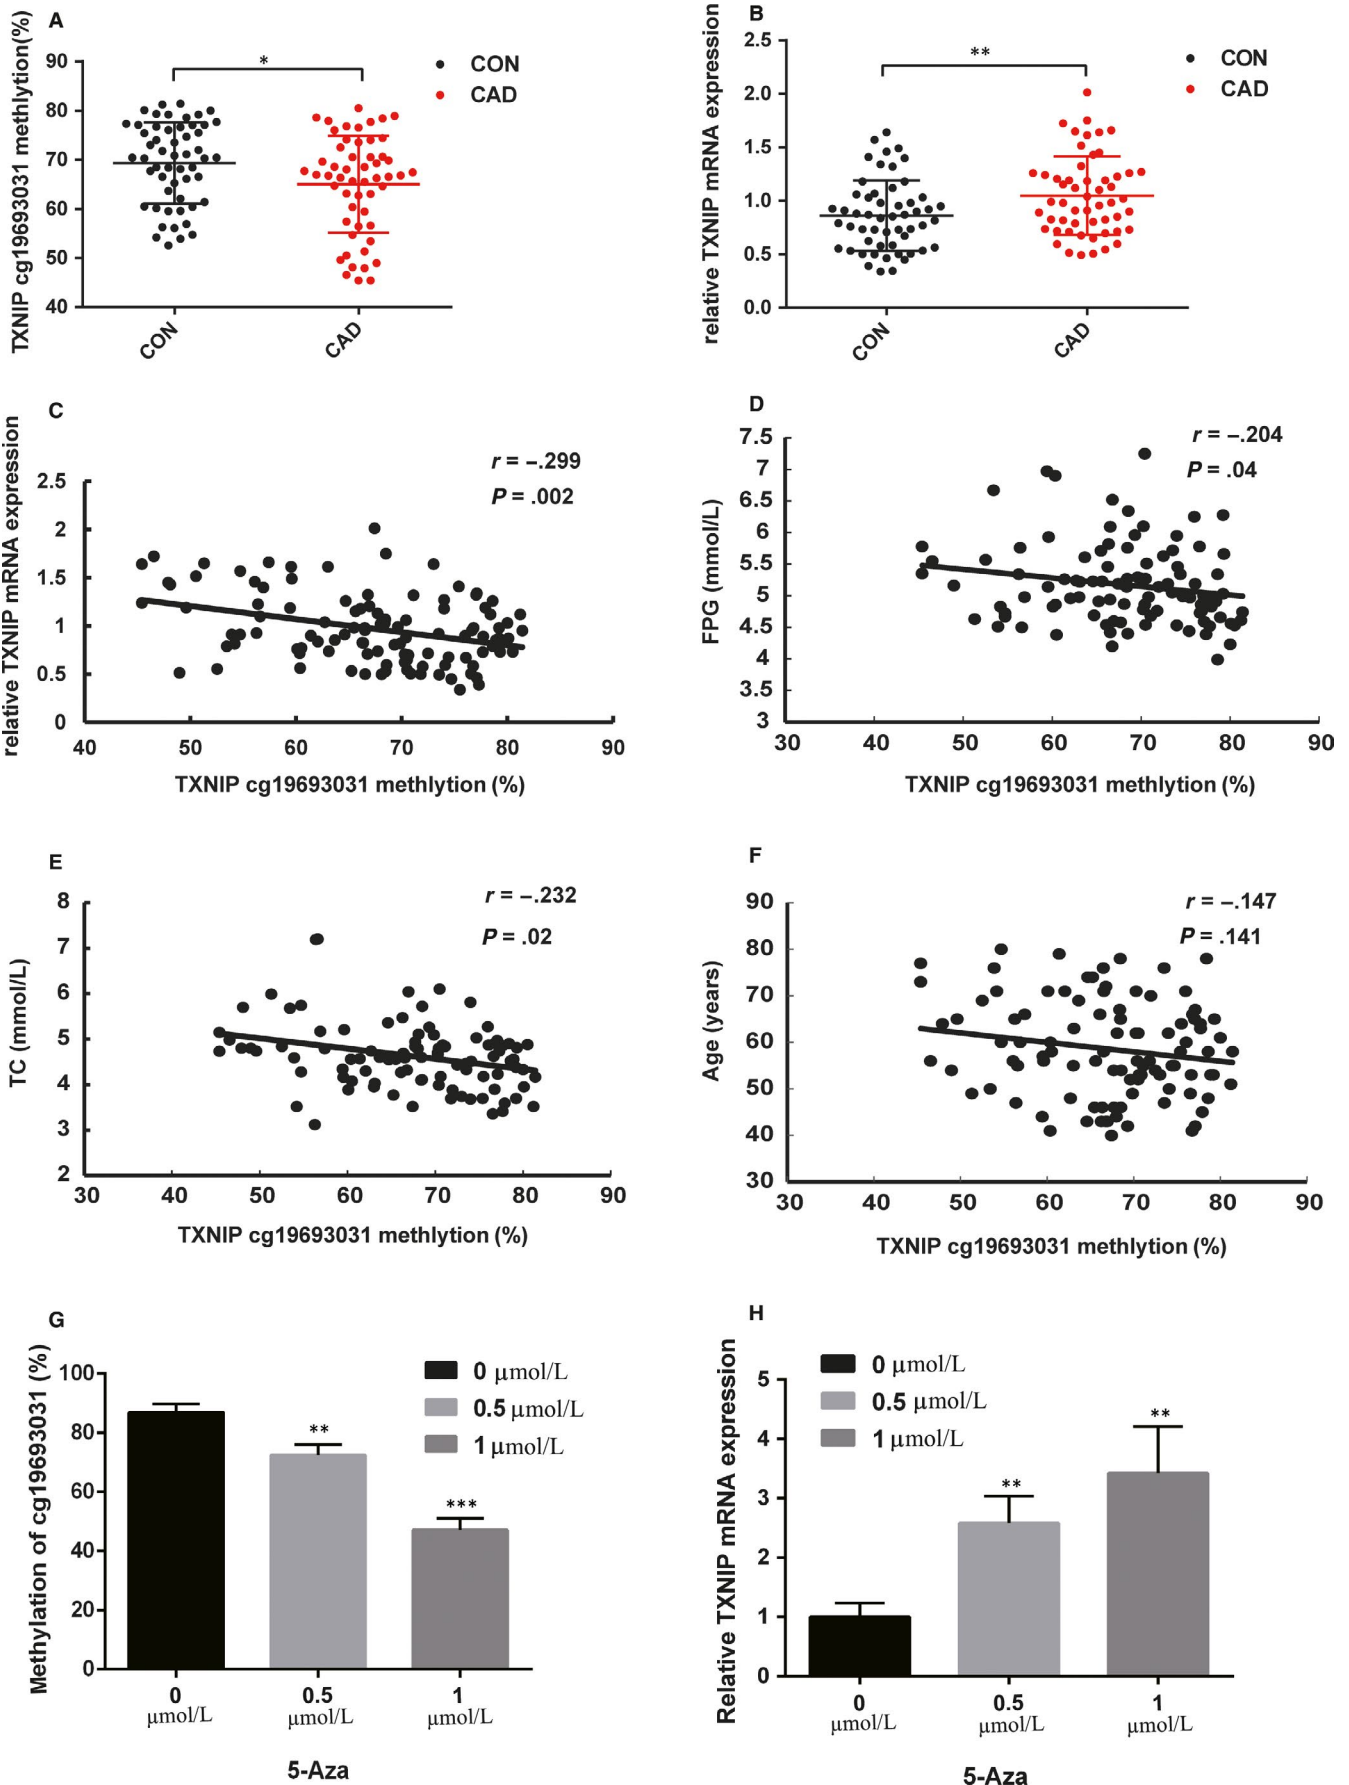 A
TXNIP cg19693031 methlytion(%)
90
80
70
60
50
40
*
CON
CAD
CON
CAD
B
relative TXNIP mRNA expression
2.5
2.0
1.5
1.0
0.5
0.0
**
CON
CAD
CON
CAD
C
relative TXNIP mRNA expression
r = –.299
P = .002
2.5
2
1.5
1
0.5
0
40 50 60 70 80 90
TXNIP cg19693031 methlytion (%)
D
FPG (mmol/L)
r = –.204
P = .04
7.5
7
6.5
6
5.5
5
4.5
4
3.5
3
30 40 50 60 70 80 90
TXNIP cg19693031 methlytion (%)
E
TC (mmol/L)
r = –.232
P = .02
8
7
6
5
4
3
2
30 40 50 60 70 80 90
TXNIP cg19693031 methlytion (%)
F
Age (years)
r = –.147
P = .141
90
80
70
60
50
40
30
30 40 50 60 70 80 90
TXNIP cg19693031 methlytion (%)
G
Methylation of cg19693031 (%)
100
80
60
40
20
0
0 μmol/L
0.5 μmol/L
1 μmol/L
**
***
0 0.5 1
μmol/L μmol/L μmol/L
5-Aza
H
Relative TXNIP mRNA expression
5
4
3
2
1
0
0 μmol/L
0.5 μmol/L
1 μmol/L
**
**
0 0.5 1
μmol/L μmol/L μmol/L
5-Aza